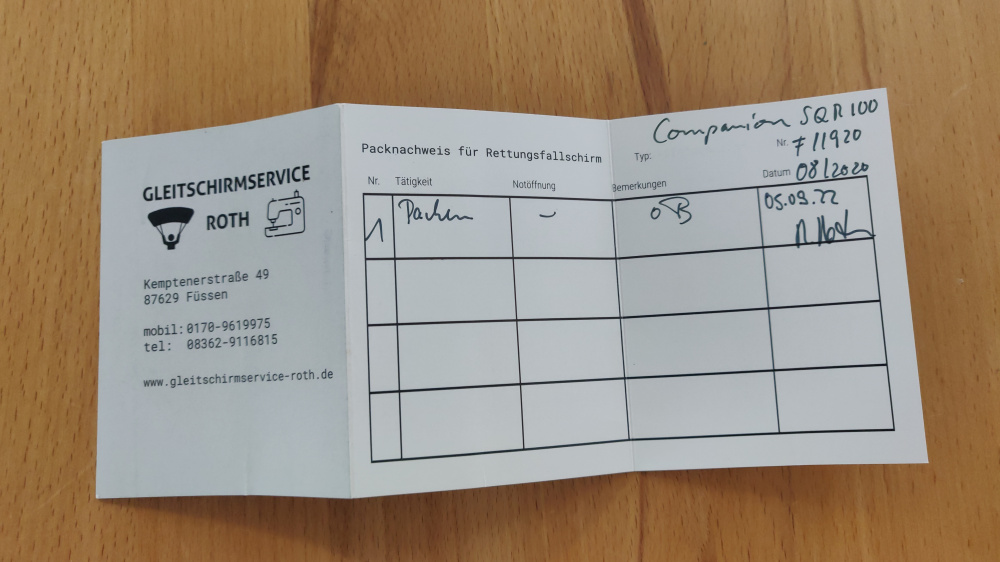 GLEITSCHIRMSERVICE
ROTH
Kemptenerstraße 49
87629 Füssen
mobil: 0170-9619975
tel: 08362-9116815
www.gleitschirmservice-roth.de
Packnachweis für Rettungsfallschirm
Typ: Companion SQR 100
Nr. F11920
Datum 08/2020
Nr. Tätigkeit Notöffnung Bemerkungen
1 Packen – oB 05.09.22